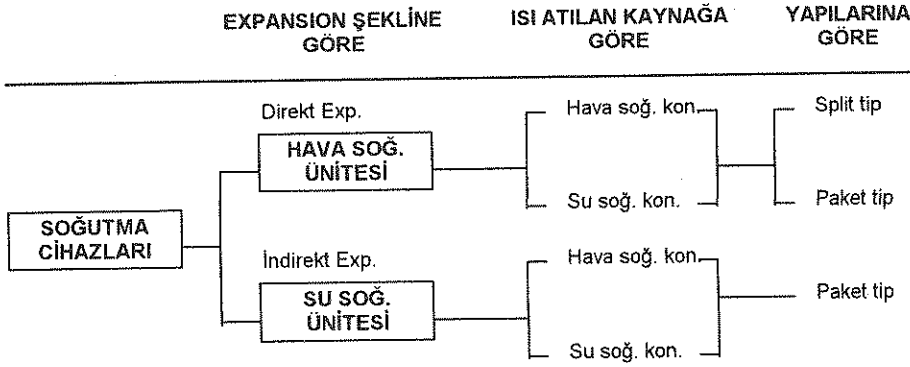 EXPANSION ŞEKLİNE GÖRE
ISI ATILAN KAYNAĞA GÖRE
YAPILARINA GÖRE
Direkt Exp.
HAVA SOĞ.
ÜNİTESİ
Hava soğ. kon.
Su soğ. kon.
Split tip
Paket tip
SOĞUTMA
CİHAZLARI
İndirekt Exp.
SU SOĞ.
ÜNİTESİ
Hava soğ. kon.
Su soğ. kon.
Paket tip